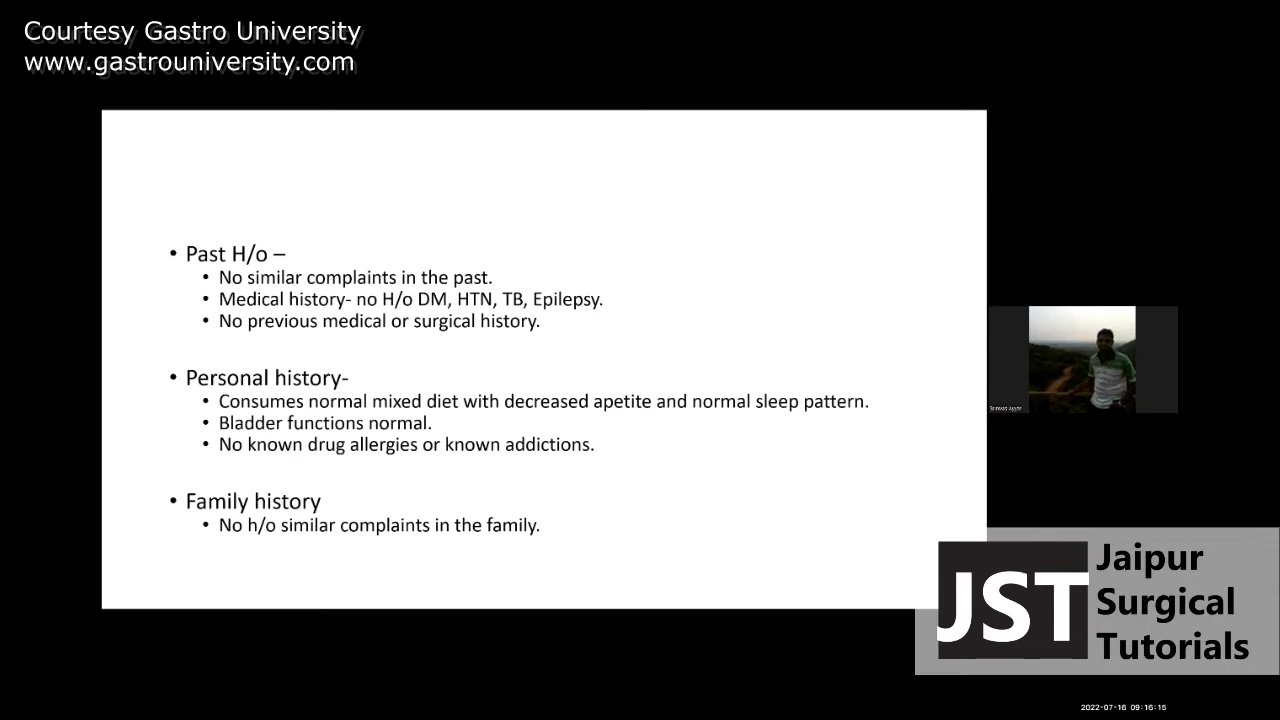 Courtesy Gastro University
www.gastrouniversity.com
• Past H/o –
• No similar complaints in the past.
• Medical history- no H/o DM, HTN, TB, Epilepsy.
• No previous medical or surgical history.
• Personal history-
• Consumes normal mixed diet with decreased apetite and normal sleep pattern.
• Bladder functions normal.
• No known drug allergies or known addictions.
• Family history
• No h/o similar complaints in the family.
JST
Jaipur
Surgical
Tutorials
2022-07-16 09:16:15